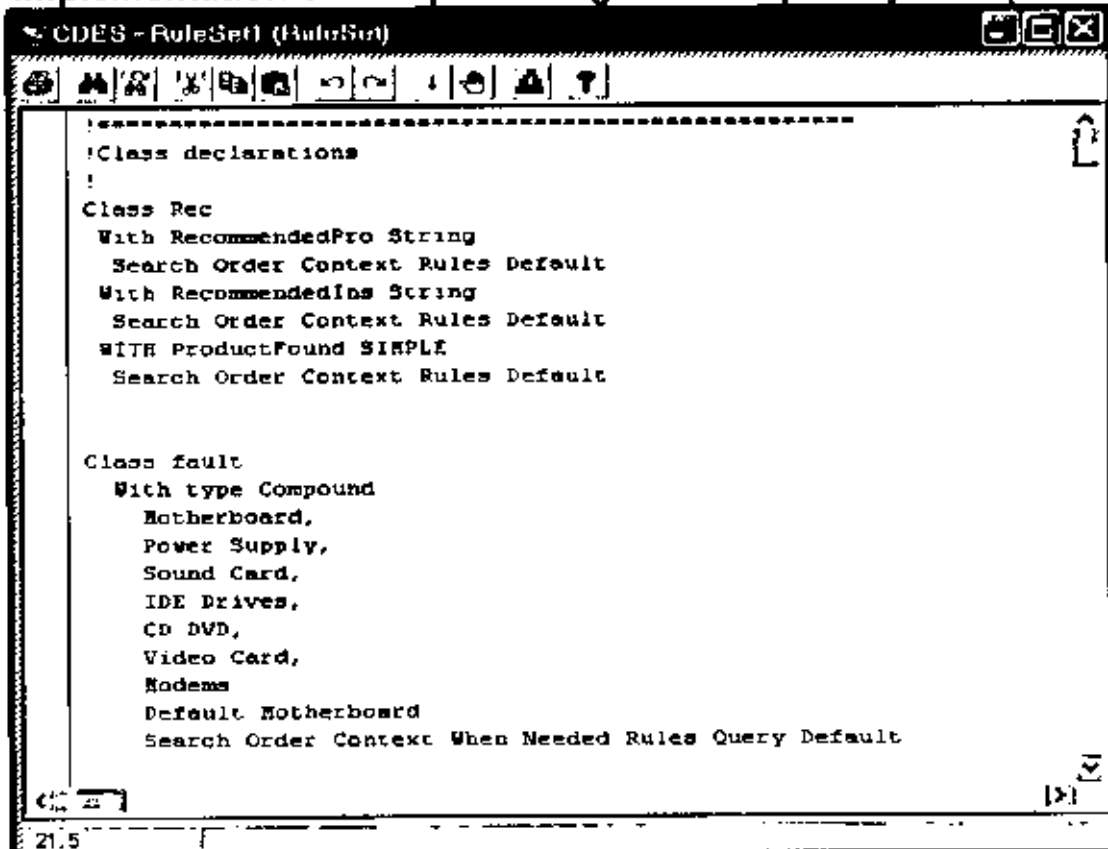 CDES - RuleSet1 (RuleSet)
!Class declarations
!
Class Rec
With RecommendedPro String
Search Order Context Rules Default
With RecommendedIns String
Search Order Context Rules Default
WITH ProductFound SIMPLE
Search Order Context Rules Default
Class fault
With type Compound
Motherboard,
Power Supply,
Sound Card,
IDE Drives,
CD DVD,
Video Card,
Modems
Default Motherboard
Search Order Context When Needed Rules Query Default
21,5